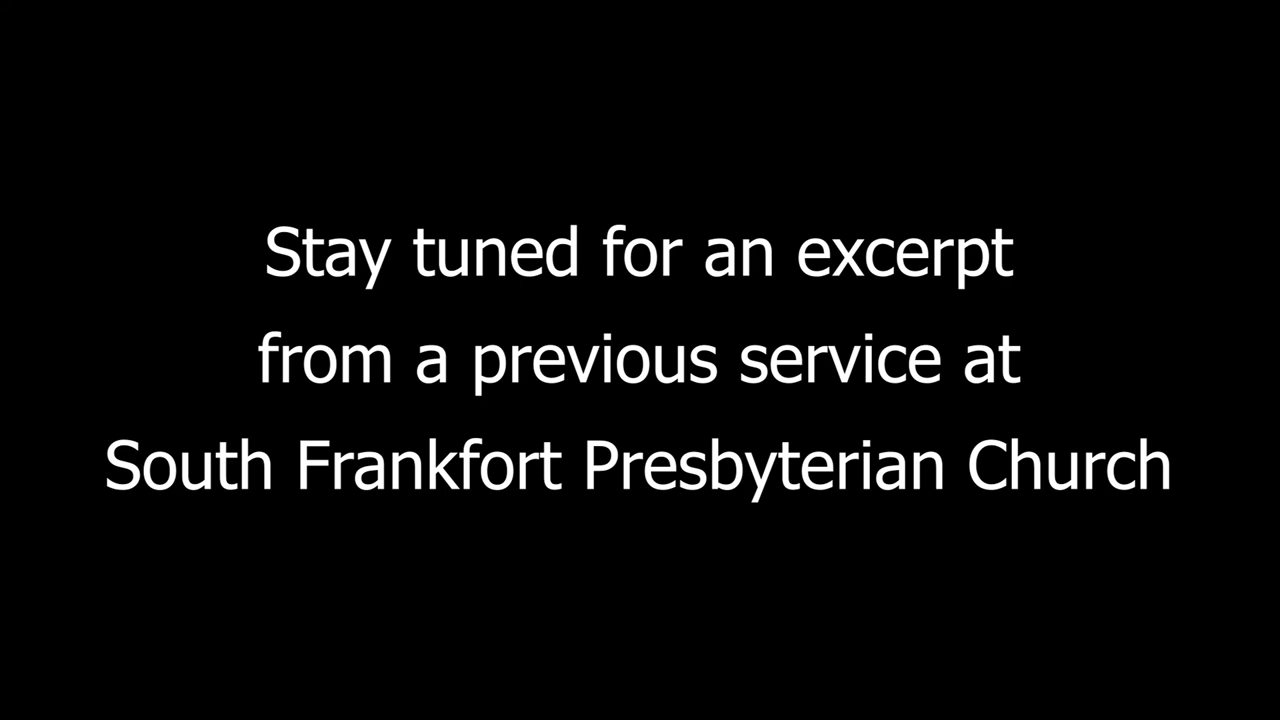 Stay tuned for an excerpt
from a previous service at
South Frankfort Presbyterian Church